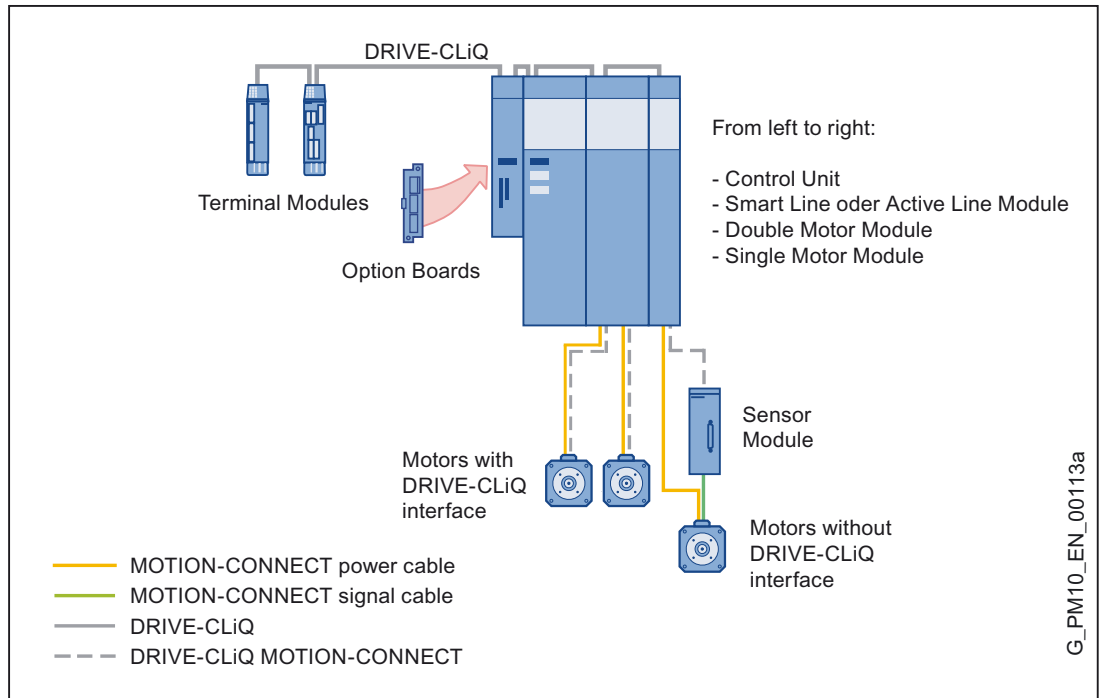 DRIVE-CLiQ
Terminal Modules
Option Boards
From left to right:
- Control Unit
- Smart Line oder Active Line Module
- Double Motor Module
- Single Motor Module
Sensor
Module
Motors with
DRIVE-CLiQ
interface
Motors without
DRIVE-CLiQ
interface
MOTION-CONNECT power cable
MOTION-CONNECT signal cable
DRIVE-CLiQ
DRIVE-CLiQ MOTION-CONNECT
G_PM10_EN_00113a